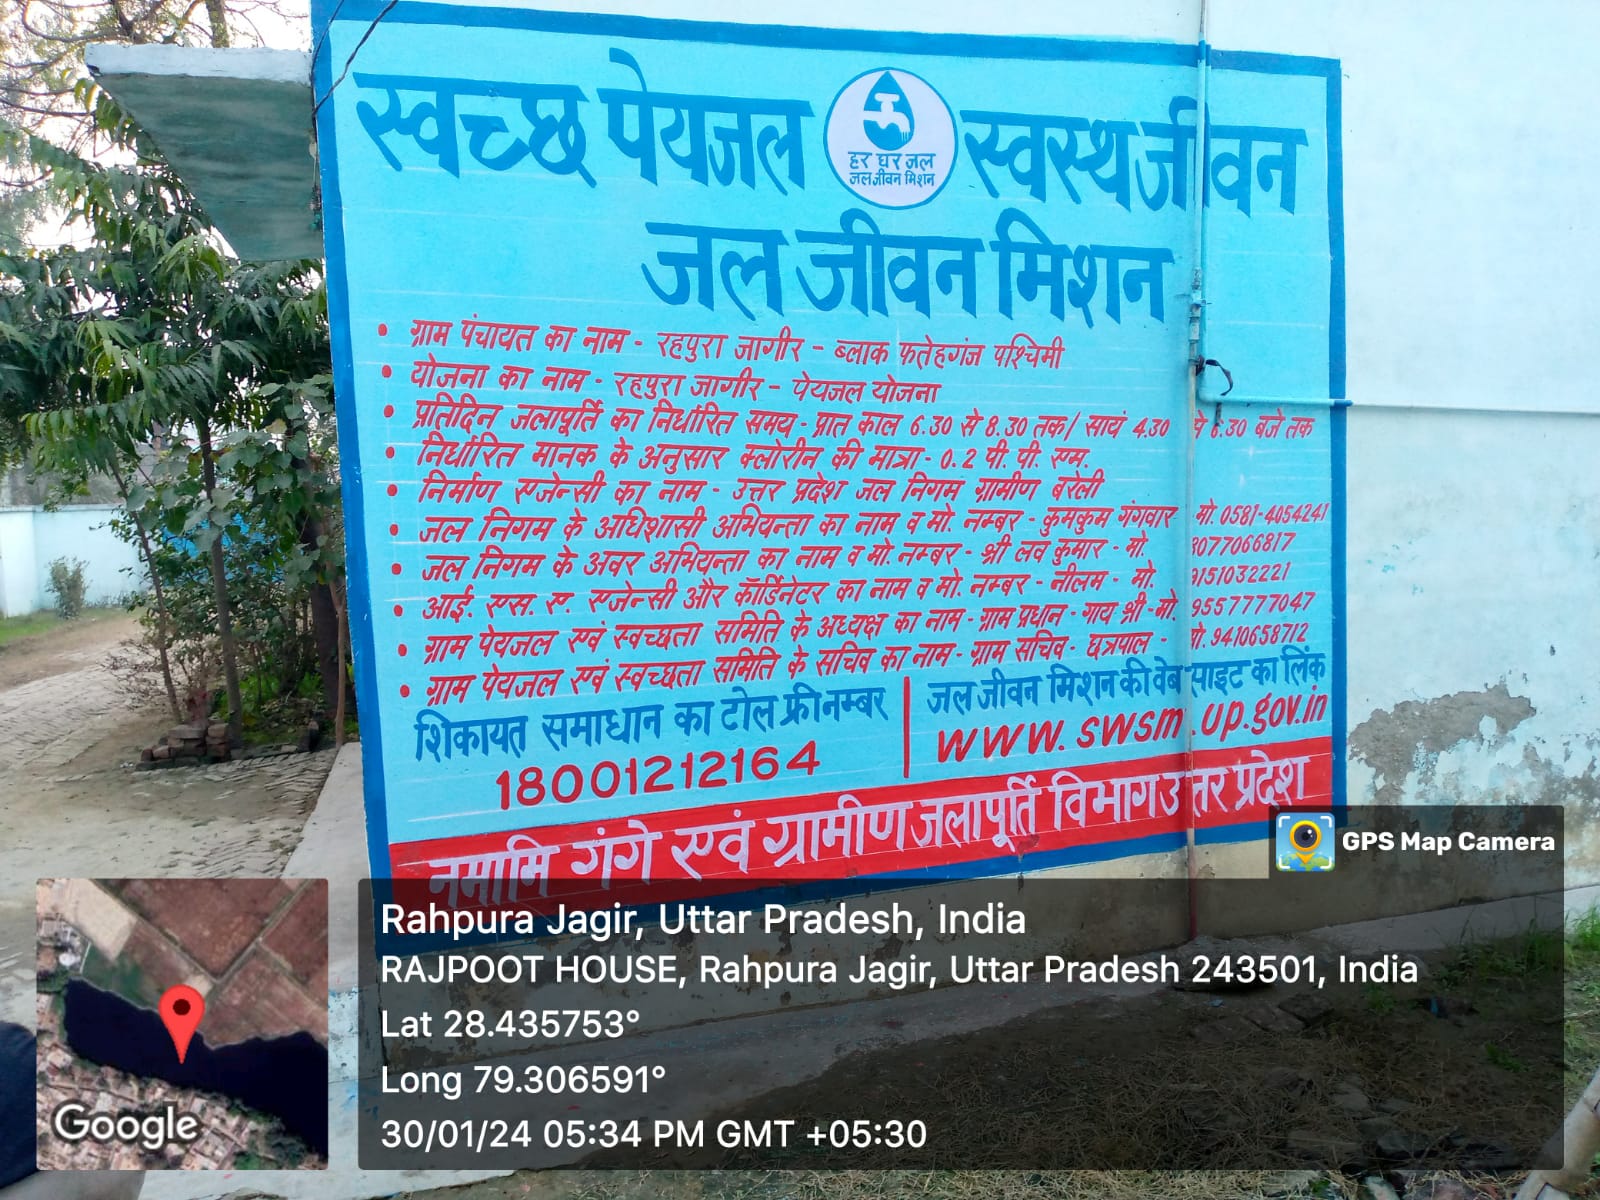 स्वच्छ पेयजल स्वस्थ जीवन
हर घर जल
जल जीवन मिशन
जल जीवन मिशन
• ग्राम पंचायत का नाम - रहपुरा जागीर - ब्लाक फतेहगंज पश्चिमी
• योजना का नाम - रहपुरा जागीर - पेयजल योजना
• प्रतिदिन जलापूर्ति का निर्धारित समय - प्रात काल 6.30 से 8.30 तक/ सायं 4.30 से 6.30 बजे तक
• निर्धारित मानक के अनुसार क्लोरीन की मात्रा - 0.2 पी. पी. एम.
• निर्माण एजेन्सी का नाम - उत्तर प्रदेश जल निगम ग्रामीण बरेली
• जल निगम के अधिशासी अभियन्ता का नाम व मो. नम्बर - कुमकुम गंगवार मो. 0581-4054241
• जल निगम के अवर अभियन्ता का नाम व मो. नम्बर - श्री लव कुमार - मो. 8077066817
• आई. एस. ए. एजेन्सी और कॉर्डिनेटर का नाम व मो. नम्बर - नीलम - मो. 9151032221
• ग्राम पेयजल एवं स्वच्छता समिति के अध्यक्ष का नाम - ग्राम प्रधान - गायश्री - मो. 9557777047
• ग्राम पेयजल एवं स्वच्छता समिति के सचिव का नाम - ग्राम सचिव - छत्रपाल - मो. 9410658712
शिकायत समाधान का टोल फ्री नम्बर
18001212164
जल जीवन मिशन की वेब साइट का लिंक
www.swsm.up.gov.in
नमामि गंगे एवं ग्रामीण जलापूर्ति विभाग उत्तर प्रदेश
GPS Map Camera
Rahpura Jagir, Uttar Pradesh, India
RAJPOOT HOUSE, Rahpura Jagir, Uttar Pradesh 243501, India
Lat 28.435753°
Long 79.306591°
30/01/24 05:34 PM GMT +05:30
Google